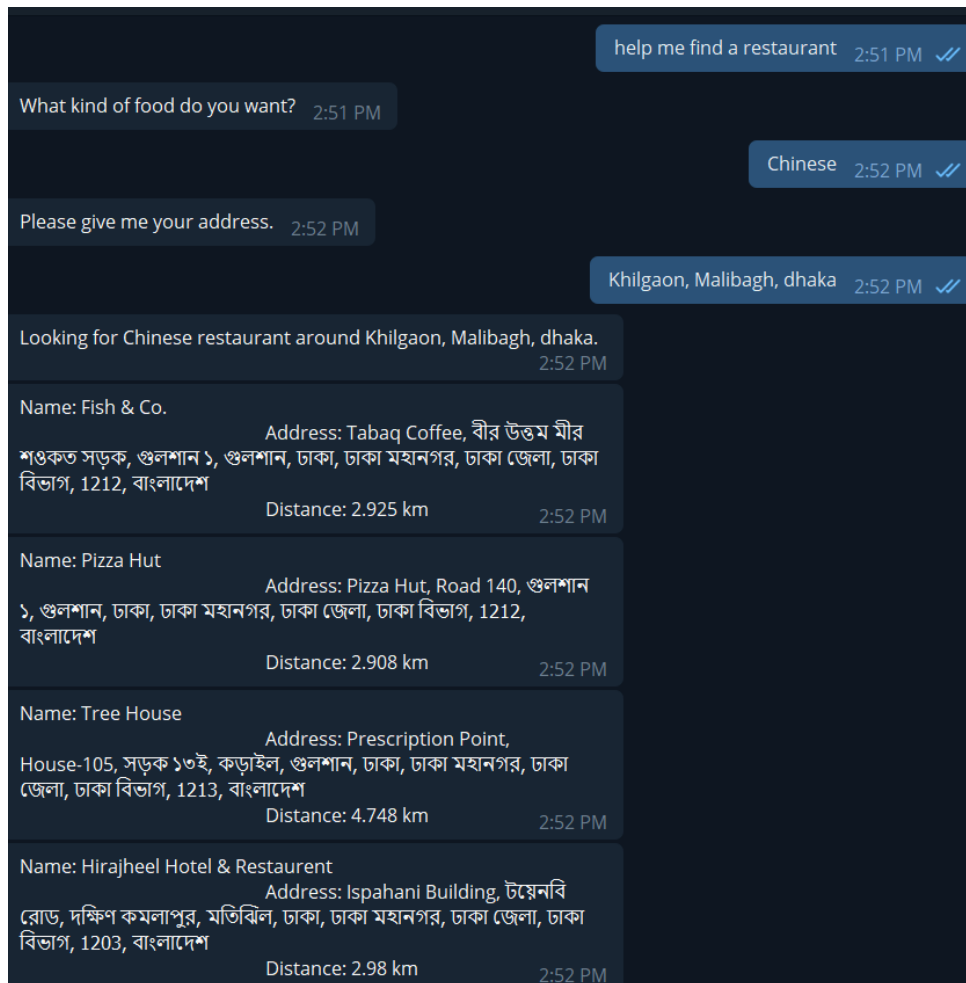 help me find a restaurant 2:51 PM
What kind of food do you want? 2:51 PM
Chinese 2:52 PM
Please give me your address. 2:52 PM
Khilgaon, Malibagh, dhaka 2:52 PM
Looking for Chinese restaurant around Khilgaon, Malibagh, dhaka.
2:52 PM
Name: Fish & Co.
Address: Tabaq Coffee, বীর উত্তম মীর
শওকত সড়ক, গুলশান ১, গুলশান, ঢাকা, ঢাকা মহানগর, ঢাকা জেলা, ঢাকা
বিভাগ, 1212, বাংলাদেশ
Distance: 2.925 km 2:52 PM
Name: Pizza Hut
Address: Pizza Hut, Road 140, গুলশান
১, গুলশান, ঢাকা, ঢাকা মহানগর, ঢাকা জেলা, ঢাকা বিভাগ, 1212,
বাংলাদেশ
Distance: 2.908 km 2:52 PM
Name: Tree House
Address: Prescription Point,
House-105, সড়ক ১৩ই, কড়াইল, গুলশান, ঢাকা, ঢাকা মহানগর, ঢাকা
জেলা, ঢাকা বিভাগ, 1213, বাংলাদেশ
Distance: 4.748 km 2:52 PM
Name: Hirajheel Hotel & Restaurent
Address: Ispahani Building, টয়েনবি
রোড, দক্ষিণ কমলাপুর, মতিঝিল, ঢাকা, ঢাকা মহানগর, ঢাকা জেলা, ঢাকা
বিভাগ, 1203, বাংলাদেশ
Distance: 2.98 km 2:52 PM